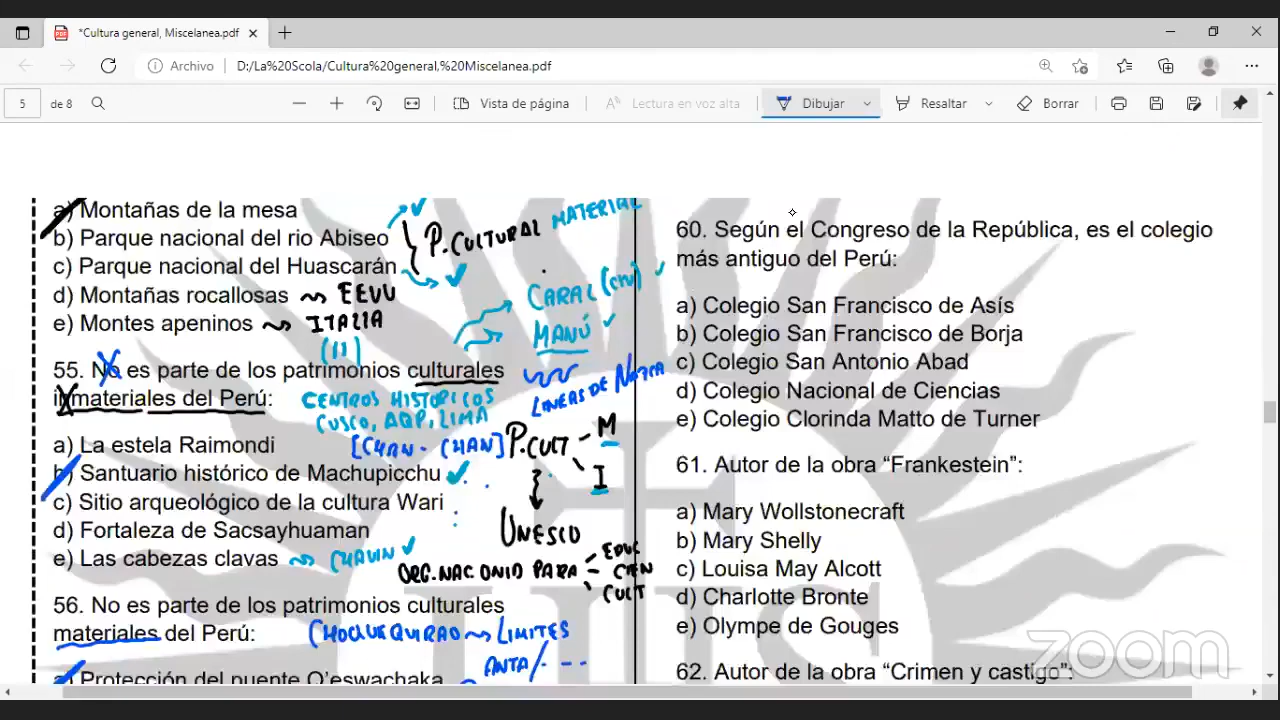 *Cultura general, Miscelanea.pdf
Archivo
D:/La%20Scola/Cultura%20general,%20Miscelanea.pdf
5 de 8
Vista de página
Lectura en voz alta
Dibujar
Resaltar
Borrar
a) Montañas de la mesa
b) Parque nacional del rio Abiseo
c) Parque nacional del Huascarán
P. CULTURAL MATERIAL
d) Montañas rocallosas EEUU
e) Montes apeninos ITALIA
(11)
CARAL
MANÚ
55. No es parte de los patrimonios culturales
inmateriales del Perú:
LINEAS DE NAZCA
CENTROS HISTORICOS
CUSCO, AQP, LIMA
[CHAN - CHAN]
P. CULT M
I
a) La estela Raimondi
b) Santuario histórico de Machupicchu
c) Sitio arqueológico de la cultura Wari
d) Fortaleza de Sacsayhuaman
e) Las cabezas clavas CHAVIN
UNESCO
ORG. NAC. UNID PARA EDUC
CIEN
CULT
56. No es parte de los patrimonios culturales
materiales del Perú:
CHOQUEQUIRAO LIMITES
ANTA/
a) Protección del puente Q'eswachaka
60. Según el Congreso de la República, es el colegio
más antiguo del Perú:
a) Colegio San Francisco de Asís
b) Colegio San Francisco de Borja
c) Colegio San Antonio Abad
d) Colegio Nacional de Ciencias
e) Colegio Clorinda Matto de Turner
61. Autor de la obra “Frankestein”:
a) Mary Wollstonecraft
b) Mary Shelly
c) Louisa May Alcott
d) Charlotte Bronte
e) Olympe de Gouges
62. Autor de la obra “Crimen y castigo”:
zoom